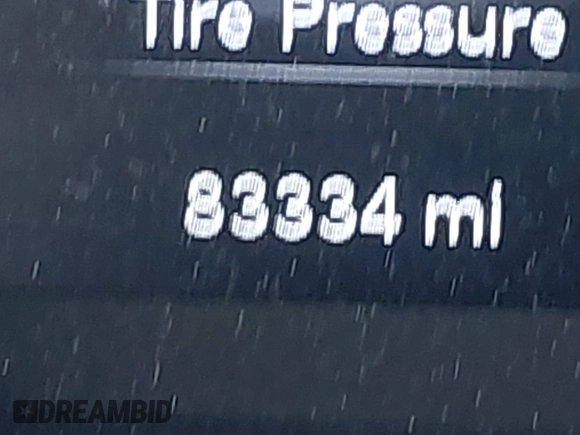 Tire Pressure
83334 mi
DREAMBID